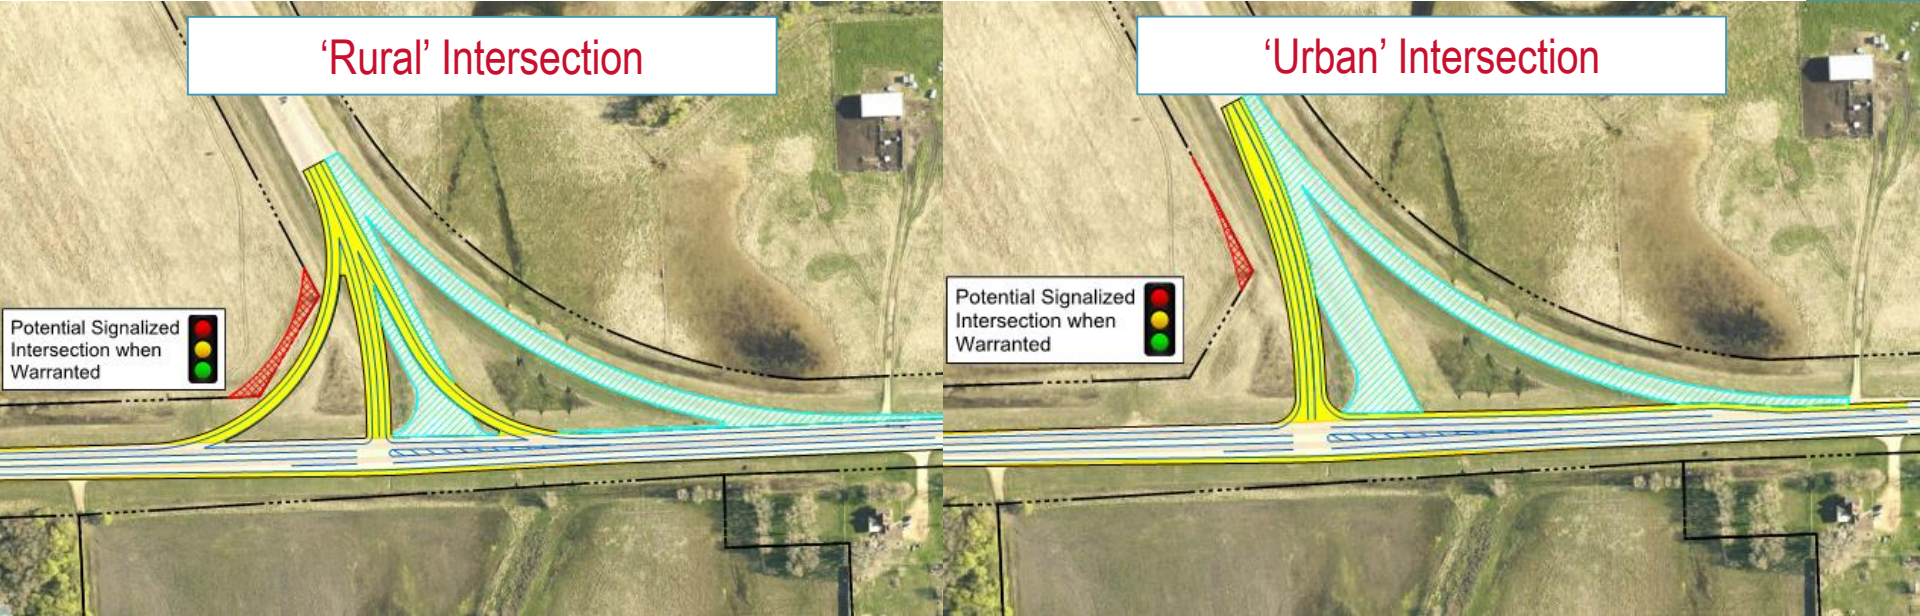 ‘Rural’ Intersection
‘Urban’ Intersection
Potential Signalized
Intersection when
Warranted
Potential Signalized
Intersection when
Warranted